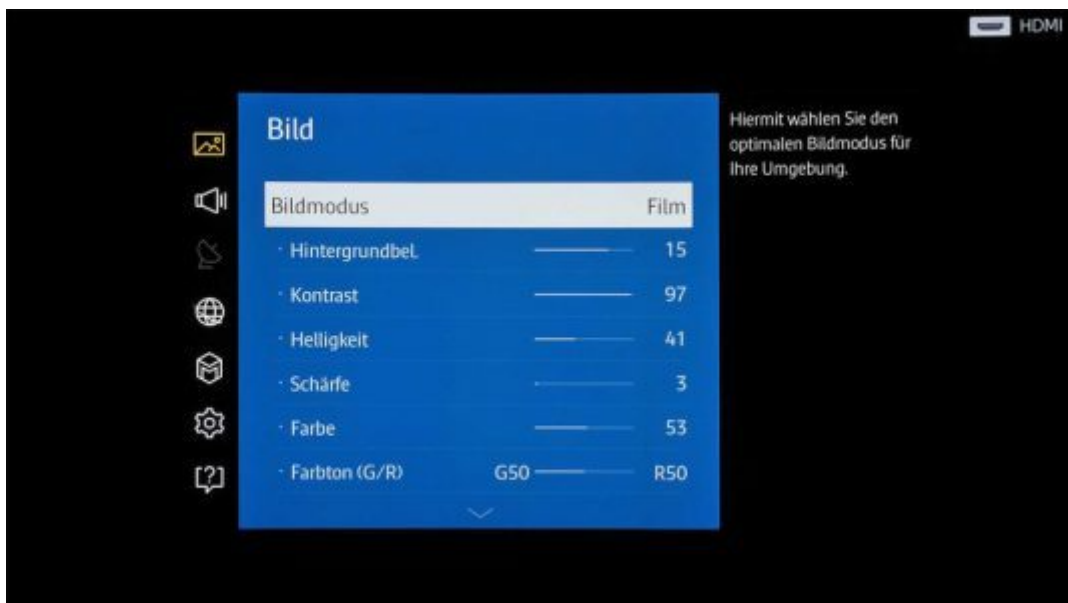 HDMI
Bild
Hiermit wählen Sie den
optimalen Bildmodus für
Ihre Umgebung.
Bildmodus Film
· Hintergrundbel. 15
· Kontrast 97
· Helligkeit 41
· Schärfe 3
· Farbe 53
· Farbton (G/R) G50 R50
[?]